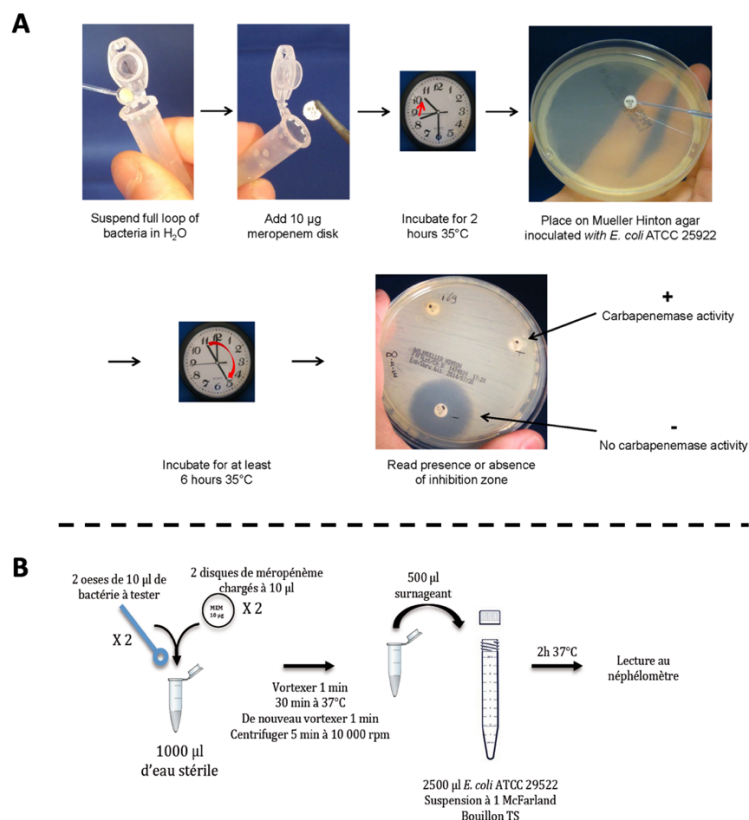 A
Suspend full loop of
bacteria in H₂O
Add 10 µg
meropenem disk
Incubate for 2
hours 35°C
Place on Mueller Hinton agar
inoculated with E. coli ATCC 25922
+
Carbapenemase activity
-
No carbapenemase activity
Incubate for at least
6 hours 35°C
Read presence or absence
of inhibition zone
B
2 oeses de 10 µl de
bactérie à tester
X 2
2 disques de méropénème
chargés à 10 µl
MEM
10 µg
X 2
1000 µl
d'eau stérile
Vortexer 1 min
30 min à 37°C
De nouveau vortexer 1 min
Centrifuger 5 min à 10 000 rpm
500 µl
surnageant
2500 µl E. coli ATCC 29522
Suspension à 1 McFarland
Bouillon TS
2h 37°C
Lecture au
néphélomètre